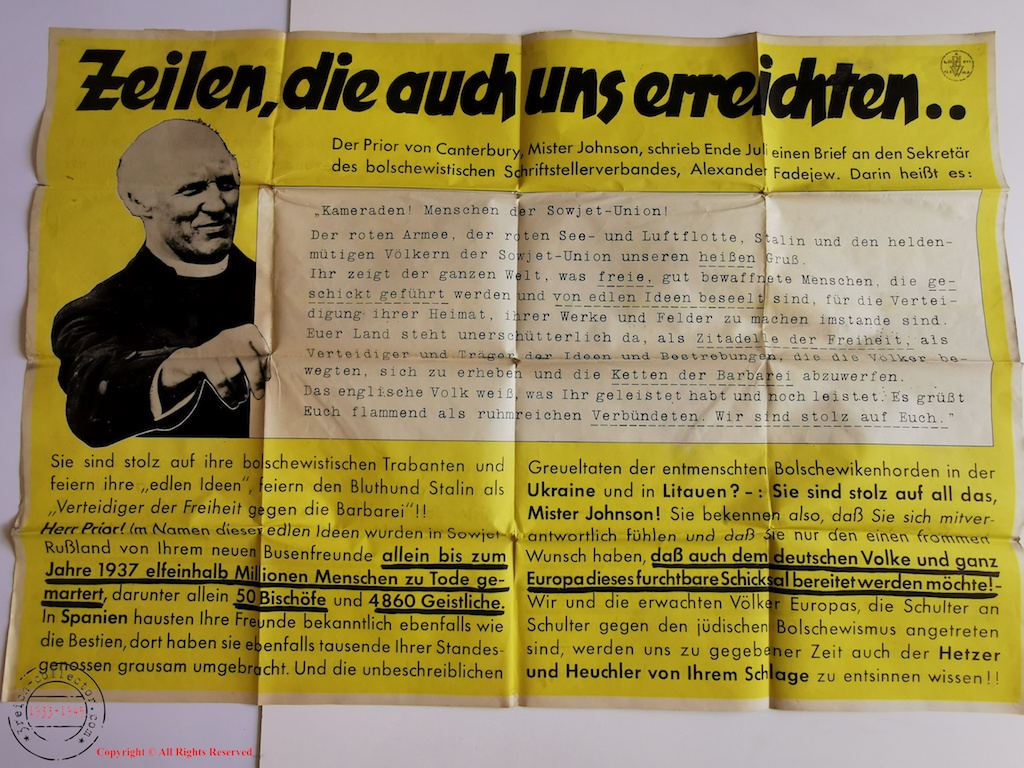 Zeilen, die auch uns erreichten..
Der Prior von Canterbury, Mister Johnson, schrieb Ende Juli einen Brief an den Sekretär
des bolschewistischen Schriftstellerverbandes, Alexander Fadejew. Darin heißt es:
„Kameraden! Menschen der Sowjet-Union!
Der roten Armee, der roten See- und Luftflotte, Stalin und den helden-
mütigen Völkern der Sowjet-Union unseren heißen Gruß.
Ihr zeigt der ganzen Welt, was freie, gut bewaffnete Menschen, die ge-
schickt geführt werden und von edlen Ideen beseelt sind, für die Vertei-
digung ihrer Heimat, ihrer Werke und Felder zu machen imstande sind.
Euer Land steht unerschütterlich da, als Zitadelle der Freiheit, als
Verteidiger und Träger der Ideen und Bestrebungen, die die Völker be-
wegten, sich zu erheben und die Ketten der Barbarei abzuwerfen.
Das englische Volk weiß, was Ihr geleistet habt und noch leistet. Es grüßt
Euch flammend als ruhmreichen Verbündeten. Wir sind stolz auf Euch."
Sie sind stolz auf ihre bolschewistischen Trabanten und
feiern ihre „edlen Ideen", feiern den Bluthund Stalin als
„Verteidiger der Freiheit gegen die Barbarei"!!
Herr Prior! Im Namen dieser edlen Ideen wurden in Sowjet-
Rußland von Ihrem neuen Busenfreunde allein bis zum
Jahre 1937 elfeinhalb Millionen Menschen zu Tode ge-
martert, darunter allein 50 Bischöfe und 4860 Geistliche.
In Spanien hausten Ihre Freunde bekanntlich ebenfalls wie
die Bestien, dort haben sie ebenfalls tausende Ihrer Standes-
genossen grausam umgebracht. Und die unbeschreiblichen
Greueltaten der entmenschten Bolschewikenhorden in der
Ukraine und in Litauen? -: Sie sind stolz auf all das,
Mister Johnson! Sie bekennen also, daß Sie sich mitver-
antwortlich fühlen und daß Sie nur den einen frommen
Wunsch haben, daß auch dem deutschen Volke und ganz
Europa dieses furchtbare Schicksal bereitet werden möchte!-
Wir und die erwachten Völker Europas, die Schulter an
Schulter gegen den jüdischen Bolschewismus angetreten
sind, werden uns zu gegebener Zeit auch der Hetzer
und Heuchler von Ihrem Schlage zu entsinnen wissen!!
3reich-collector.com
1933-1945
Copyright © All Rights Reserved